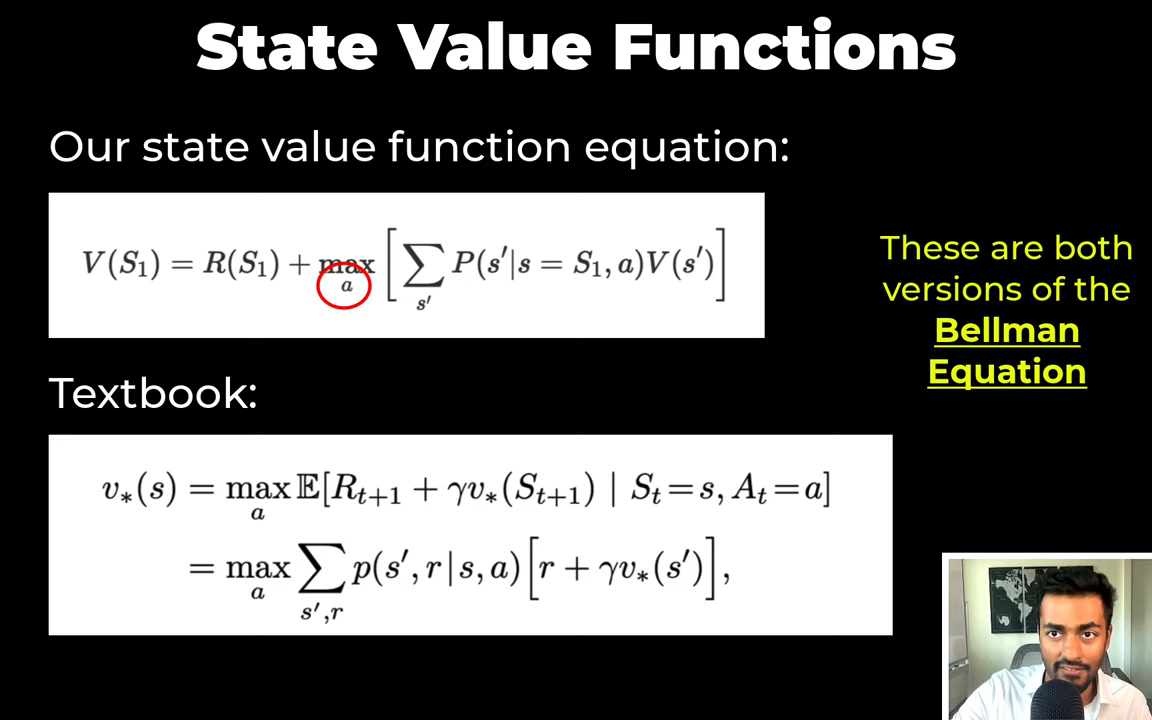 State Value Functions
Our state value function equation:
V(S₁) = R(S₁) + max_a [ ∑_{s′} P(s′|s = S₁, a)V(s′) ]
These are both
versions of the
Bellman
Equation
Textbook:
v_*(s) = max_a 𝔼[R_{t+1} + γv_*(S_{t+1}) | S_t=s, A_t=a]
= max_a ∑_{s′,r} p(s′, r|s, a)[r + γv_*(s′)],